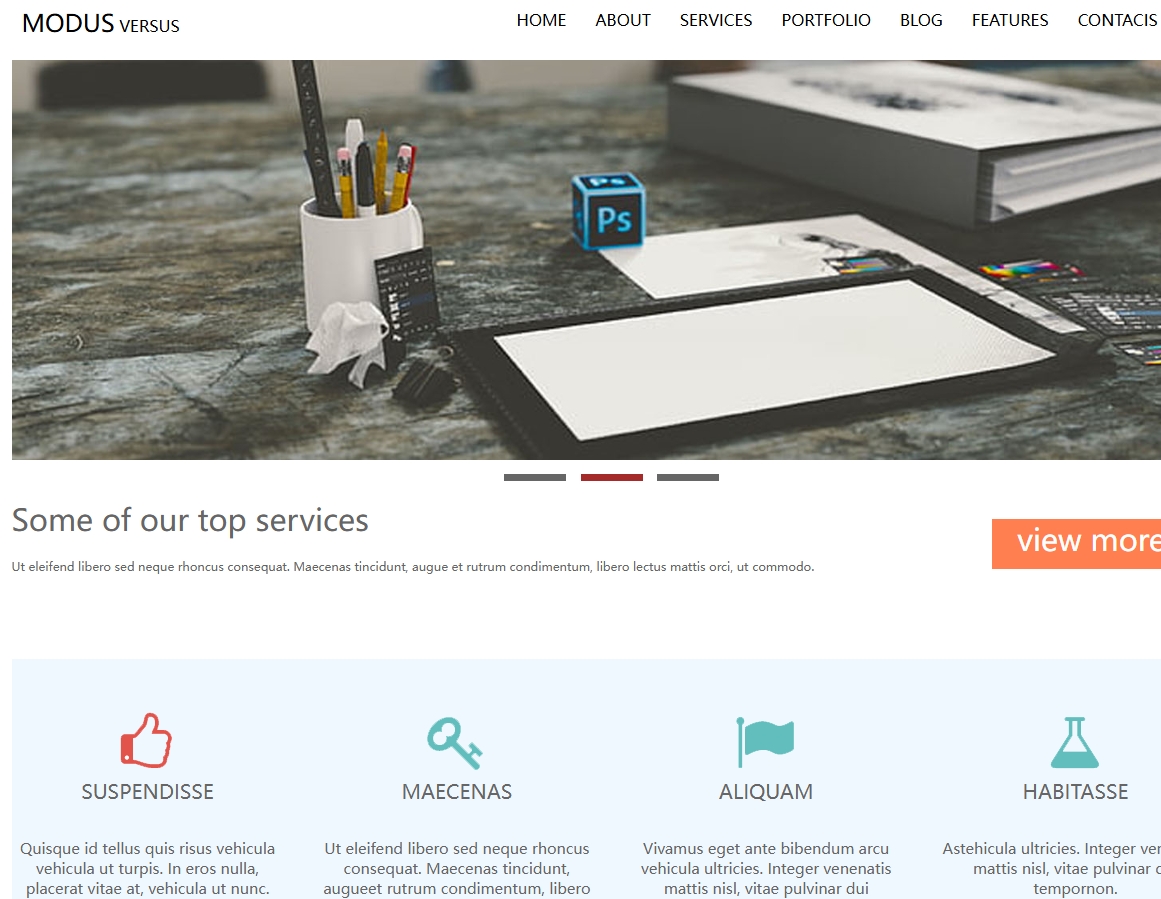 MODUS VERSUS
HOME ABOUT SERVICES PORTFOLIO BLOG FEATURES CONTACIS
Ps
Ps
Some of our top services
view more
Ut eleifend libero sed neque rhoncus consequat. Maecenas tincidunt, augue et rutrum condimentum, libero lectus mattis orci, ut commodo.
SUSPENDISSE
Quisque id tellus quis risus vehicula
vehicula ut turpis. In eros nulla,
placerat vitae at, vehicula ut nunc.
MAECENAS
Ut eleifend libero sed neque rhoncus
consequat. Maecenas tincidunt,
augueet rutrum condimentum, libero
ALIQUAM
Vivamus eget ante bibendum arcu
vehicula ultricies. Integer venenatis
mattis nisl, vitae pulvinar dui
HABITASSE
Astehicula ultricies. Integer
mattis nisl, vitae pulvinar
tempornon.